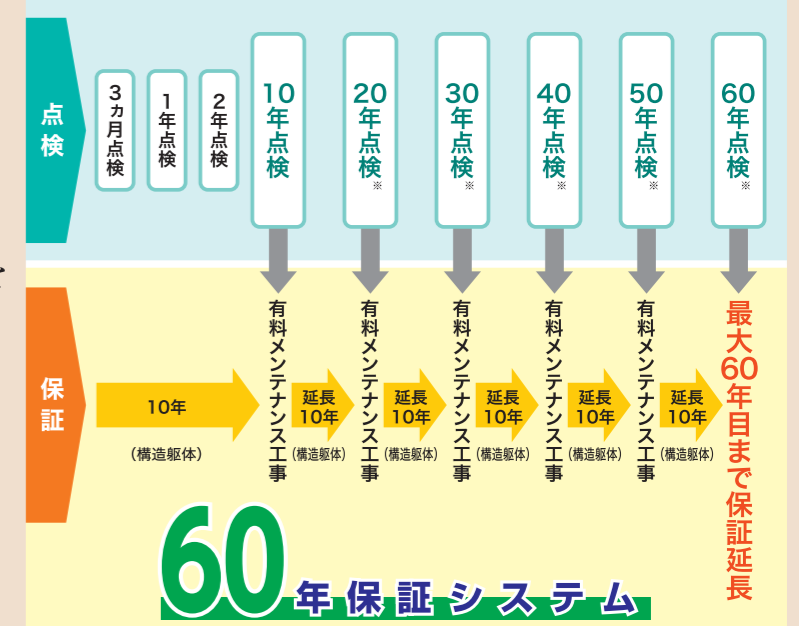 点検
3ヵ月点検
1年点検
2年点検
10年点検
20年点検※
30年点検※
40年点検※
50年点検※
60年点検※
保証
10年
(構造躯体)
有料メンテナンス工事
延長
10年
(構造躯体)
有料メンテナンス工事
延長
10年
(構造躯体)
有料メンテナンス工事
延長
10年
(構造躯体)
有料メンテナンス工事
延長
10年
(構造躯体)
有料メンテナンス工事
延長
10年
(構造躯体)
最大60年目まで保証延長
60年保証システム